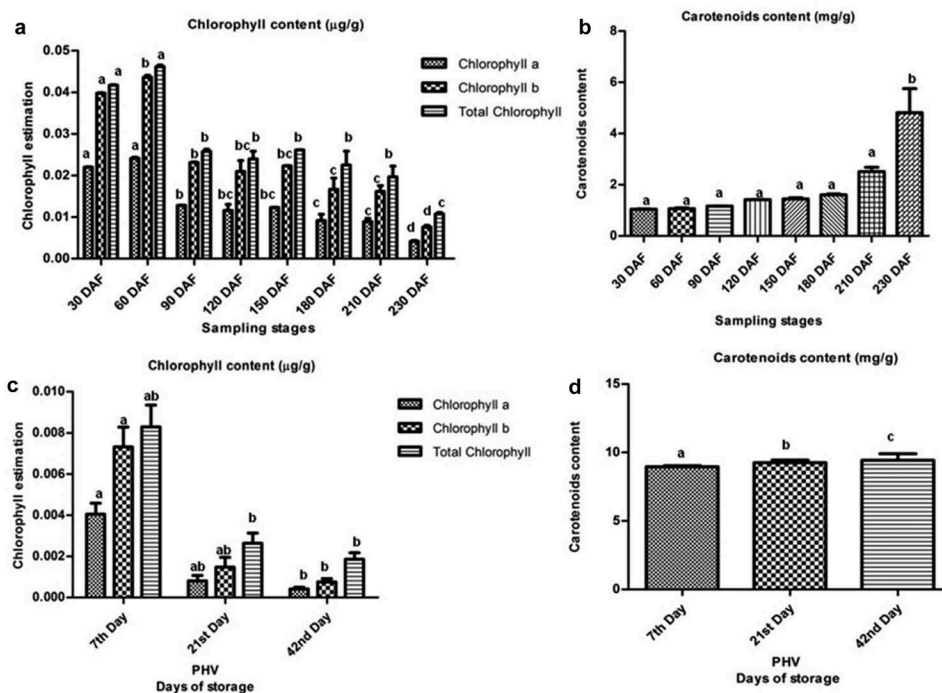 a
Chlorophyll content (µg/g)
Chlorophyll estimation
0.05
0.04
0.03
0.02
0.01
0.00
a a a
a b a
b b b
bc bc b
bc bc b
c c b
c c b
d d c
Chlorophyll a
Chlorophyll b
Total Chlorophyll
30 DAF
60 DAF
90 DAF
120 DAF
150 DAF
180 DAF
210 DAF
230 DAF
Sampling stages
b
Carotenoids content (mg/g)
Carotenoids content
8
6
4
2
0
a a a a a a a b
30 DAF
60 DAF
90 DAF
120 DAF
150 DAF
180 DAF
210 DAF
230 DAF
Sampling stages
c
Chlorophyll content (µg/g)
Chlorophyll estimation
0.010
0.008
0.006
0.004
0.002
0.000
a a ab
ab ab b
b b b
Chlorophyll a
Chlorophyll b
Total Chlorophyll
7th Day
21st Day
42nd Day
PHV
Days of storage
d
Carotenoids content (mg/g)
Carotenoids content
15
10
5
0
a b c
7th Day
21st Day
42nd Day
PHV
Days of storage